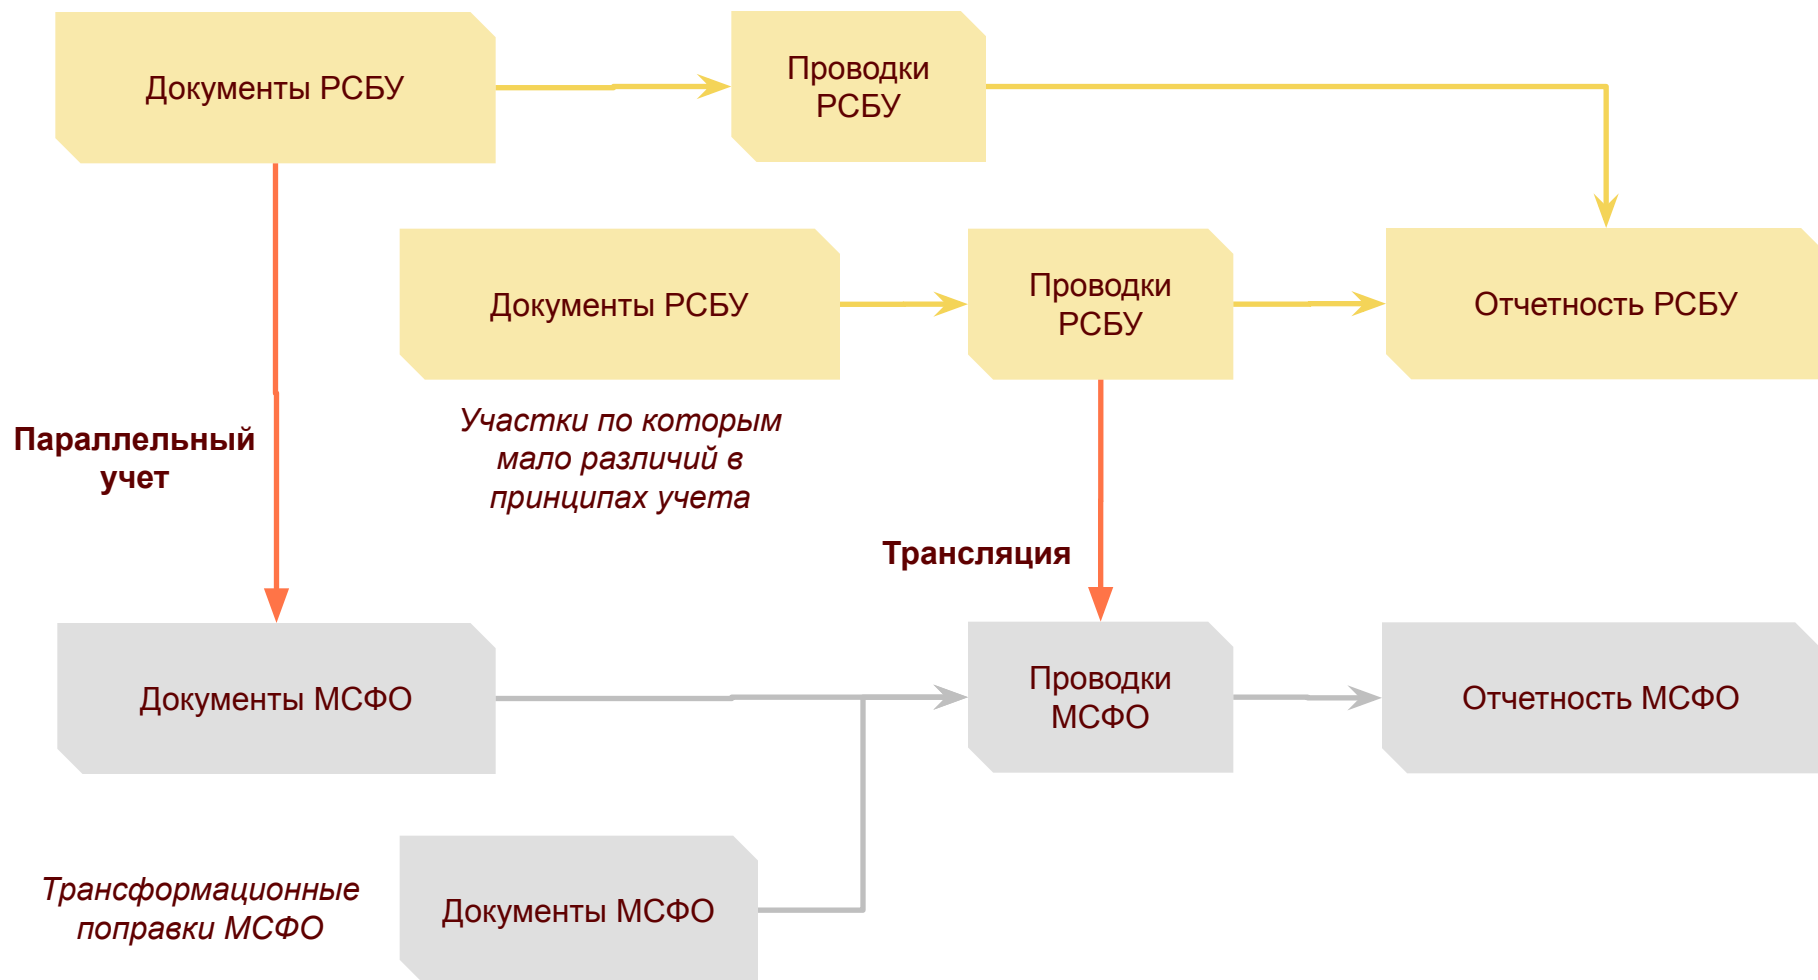 Документы РСБУ
Проводки
РСБУ
Документы РСБУ
Проводки
РСБУ
Отчетность РСБУ
Участки по которым
мало различий в
принципах учета
Параллельный
учет
Трансляция
Документы МСФО
Проводки
МСФО
Отчетность МСФО
Трансформационные
поправки МСФО
Документы МСФО